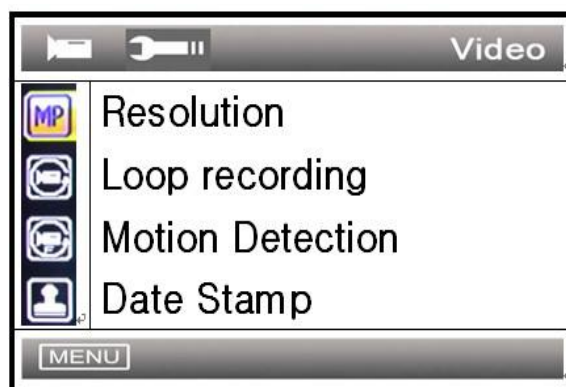 Video
MP Resolution
Loop recording
Motion Detection
Date Stamp
MENU